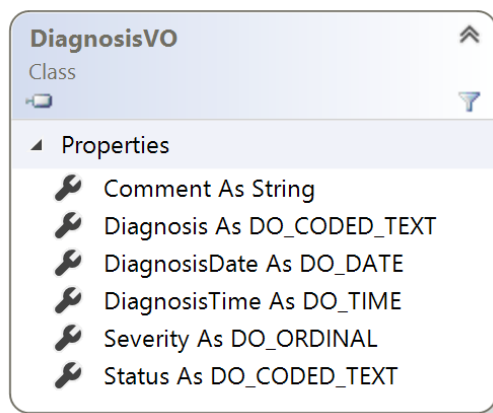 DiagnosisVO
Class
Properties
Comment As String
Diagnosis As DO_CODED_TEXT
DiagnosisDate As DO_DATE
DiagnosisTime As DO_TIME
Severity As DO_ORDINAL
Status As DO_CODED_TEXT